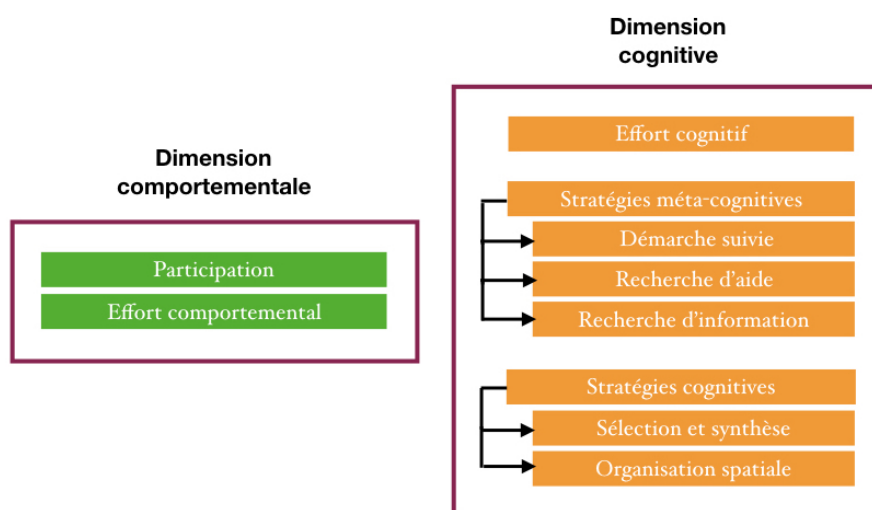 Dimension
comportementale
Participation
Effort comportemental
Dimension
cognitive
Effort cognitif
Stratégies méta-cognitives
Démarche suivie
Recherche d'aide
Recherche d'information
Stratégies cognitives
Sélection et synthèse
Organisation spatiale